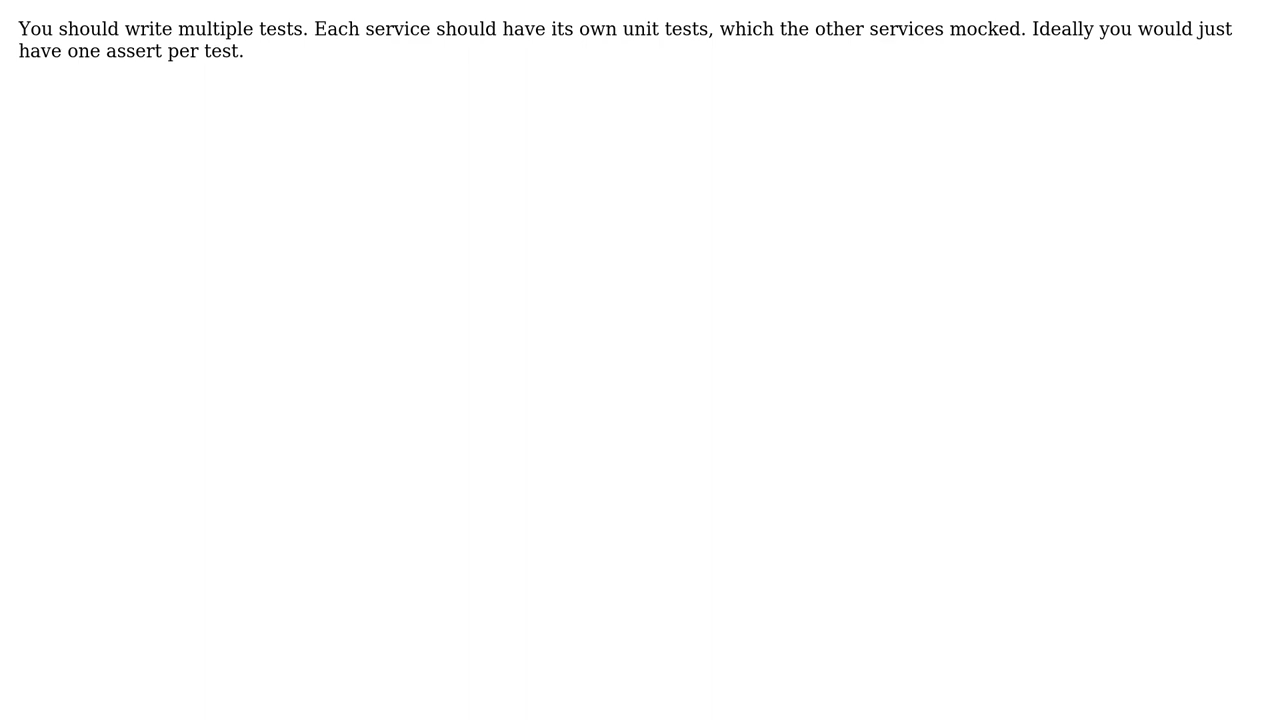 You should write multiple tests. Each service should have its own unit tests, which the other services mocked. Ideally you would just
have one assert per test.